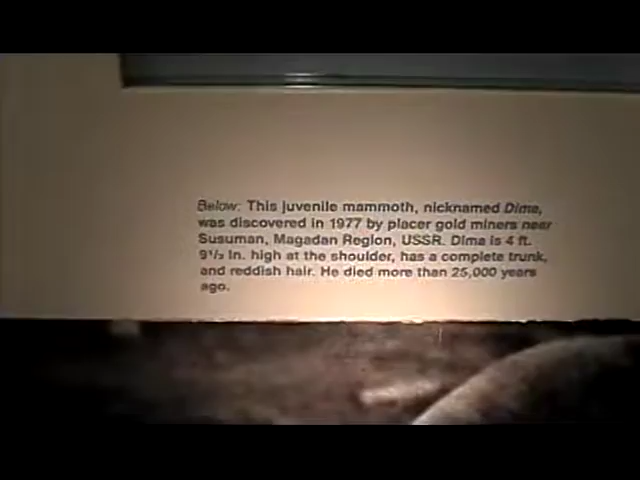 Below: This juvenile mammoth, nicknamed Dima,
was discovered in 1977 by placer gold miners near
Susuman, Magadan Region, USSR. Dima is 4 ft.
9 1/2 in. high at the shoulder, has a complete trunk,
and reddish hair. He died more than 25,000 years
ago.